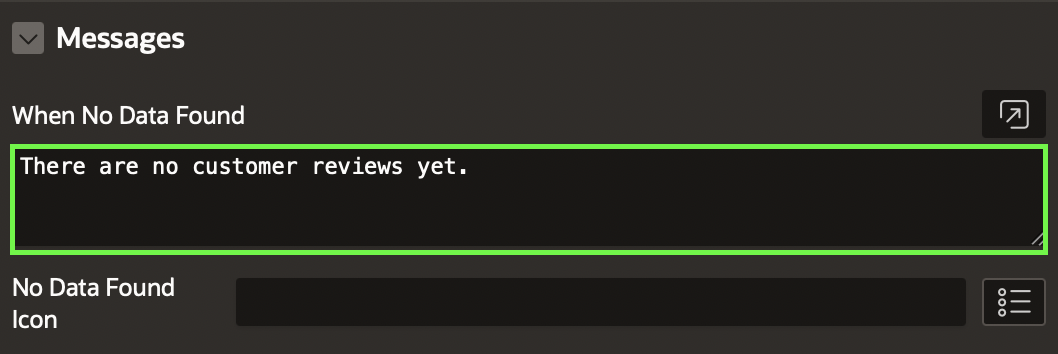 Messages
When No Data Found
There are no customer reviews yet.
No Data Found
Icon